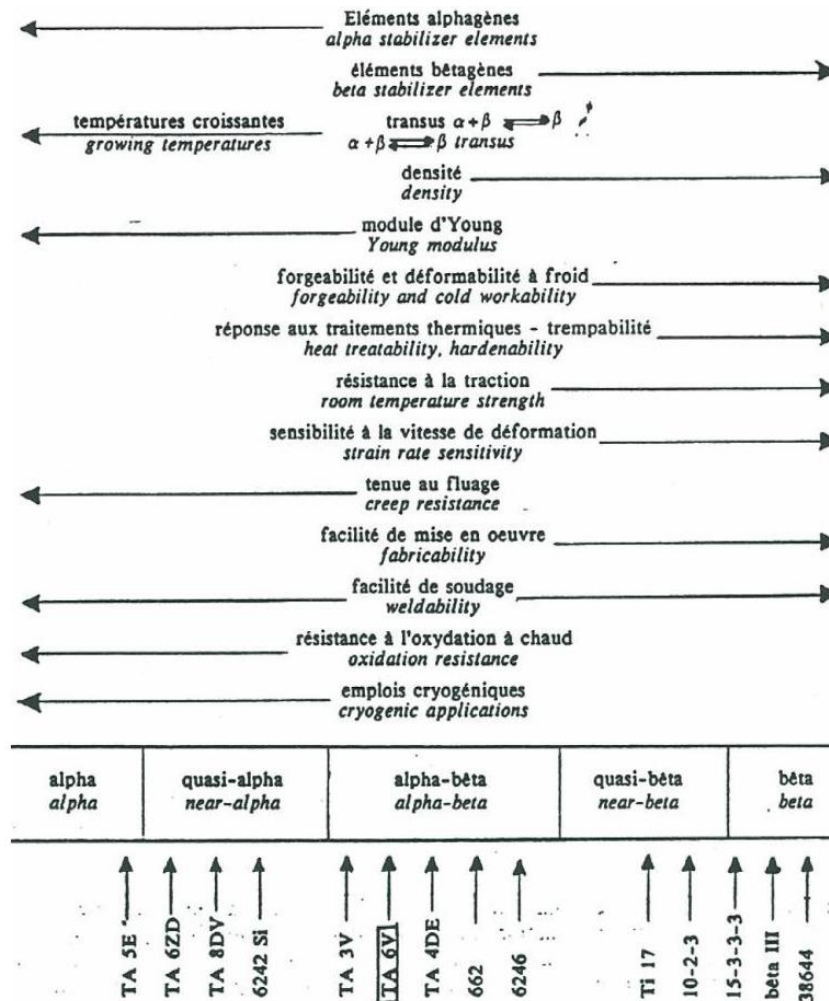 Eléments alphagènes
alpha stabilizer elements
éléments bêtagènes
beta stabilizer elements
températures croissantes
growing temperatures
transus α+β ⇌ β
α+β ⇌ β transus
densité
density
module d'Young
Young modulus
forgeabilité et déformabilité à froid
forgeability and cold workability
réponse aux traitements thermiques - trempabilité
heat treatability, hardenability
résistance à la traction
room temperature strength
sensibilité à la vitesse de déformation
strain rate sensitivity
tenue au fluage
creep resistance
facilité de mise en oeuvre
fabricability
facilité de soudage
weldability
résistance à l'oxydation à chaud
oxidation resistance
emplois cryogéniques
cryogenic applications
alpha
alpha
quasi-alpha
near-alpha
alpha-bêta
alpha-beta
quasi-bêta
near-beta
bêta
beta
TA 5E
TA 6ZD
TA 8DV
6242 Si
TA 3V
TA 6V
TA 4DE
662
6246
Ti 17
10-2-3
15-3-3-3
bêta III
38644